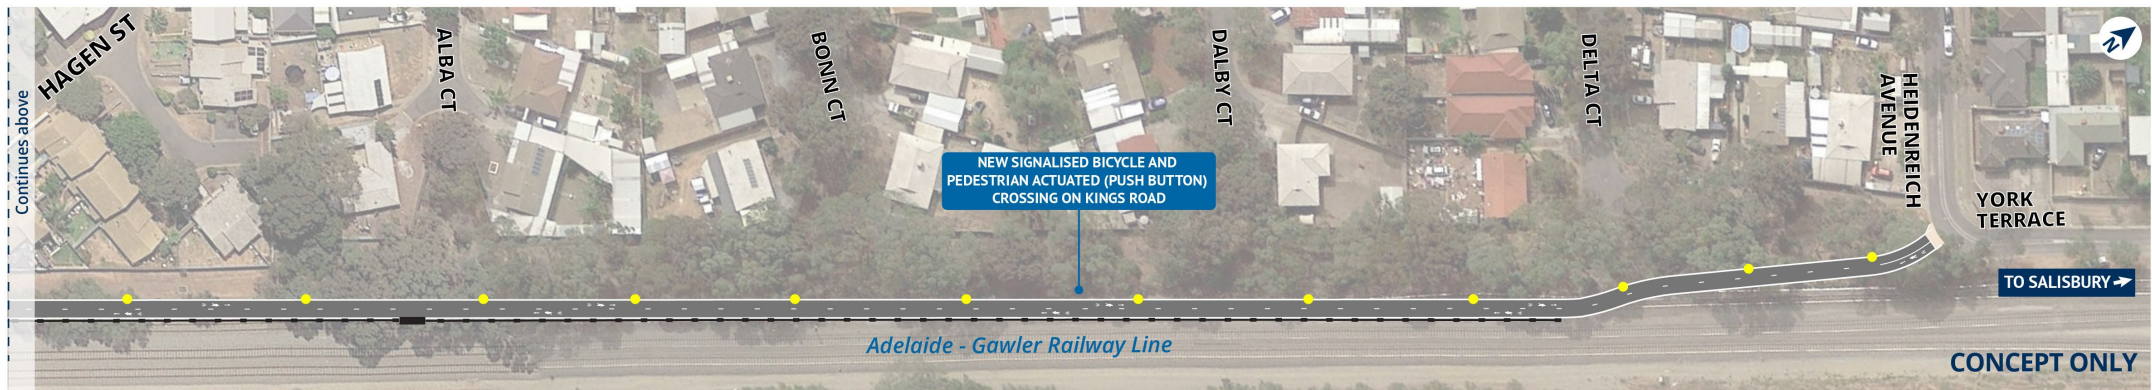 Continues above
HAGEN ST
ALBA CT
BONN CT
DALBY CT
DELTA CT
HEIDENREICH
AVENUE
YORK
TERRACE
N
NEW SIGNALISED BICYCLE AND
PEDESTRIAN ACTUATED (PUSH BUTTON)
CROSSING ON KINGS ROAD
TO SALISBURY
Adelaide - Gawler Railway Line
CONCEPT ONLY